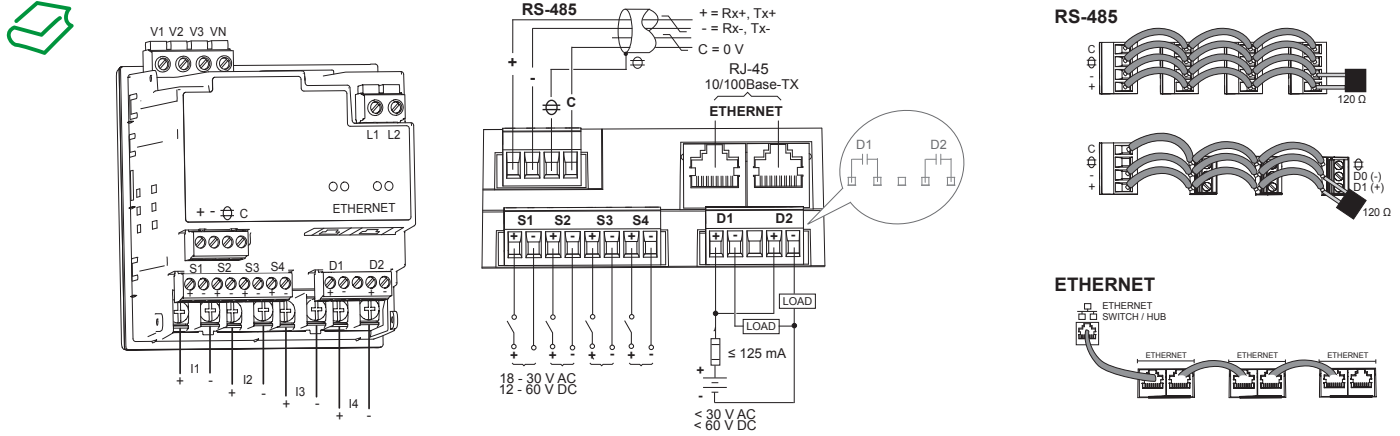 V1 V2 V3 VN
L1 L2
ETHERNET
+ - C
S1 S2 S3 S4 D1 D2
+ - + - + - + - + - + -
I1 I2 I3 I4
+ - + - + - + -
RS-485
+ = Rx+, Tx+
- = Rx-, Tx-
C = 0 V
+ - C
RJ-45
10/100Base-TX
ETHERNET
D1 D2
S1 S2 S3 S4 D1 D2
+ - + - + - + - + - + -
LOAD
LOAD
≤ 125 mA
+ - + - + - + -
18 - 30 V AC
12 - 60 V DC
+
-
< 30 V AC
< 60 V DC
RS-485
C
-
+
120 Ω
C
-
+
D0 (-)
D1 (+)
120 Ω
ETHERNET
ETHERNET
SWITCH / HUB
ETHERNET ETHERNET ETHERNET